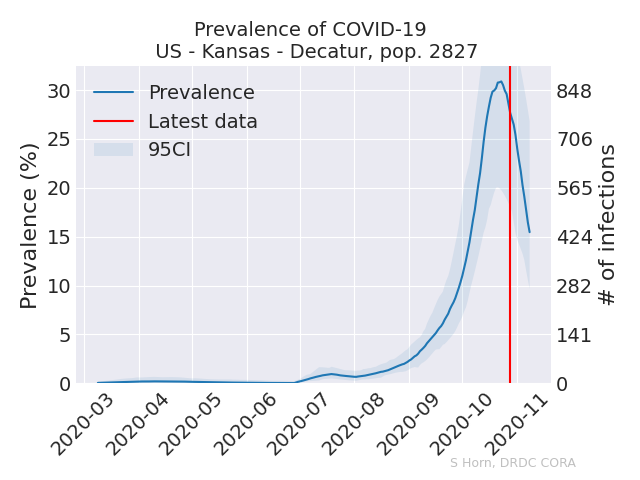 Prevalence of COVID-19
US - Kansas - Decatur, pop. 2827
Prevalence
Latest data
95CI
Prevalence (%)
30
25
20
15
10
5
0
848
706
565
424
282
141
0
# of infections
2020-03
2020-04
2020-05
2020-06
2020-07
2020-08
2020-09
2020-10
2020-11
S Horn, DRDC CORA